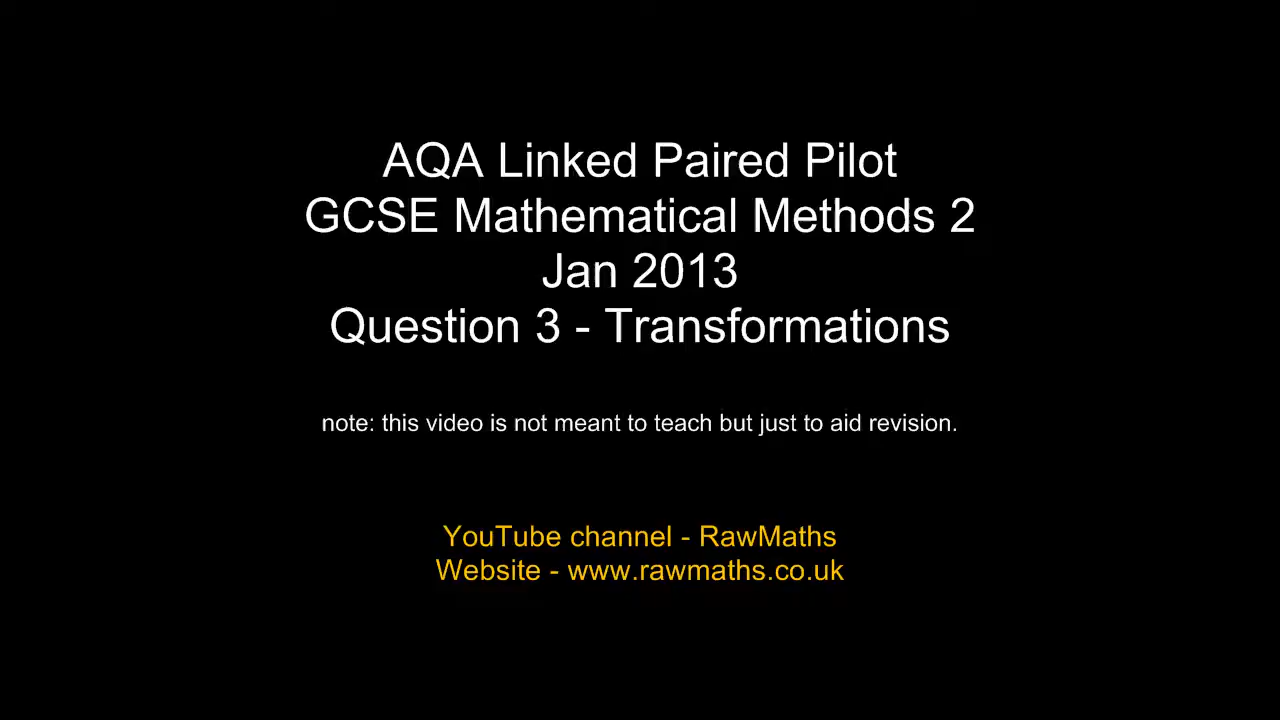 AQA Linked Paired Pilot
GCSE Mathematical Methods 2
Jan 2013
Question 3 - Transformations
note: this video is not meant to teach but just to aid revision.
YouTube channel - RawMaths
Website - www.rawmaths.co.uk